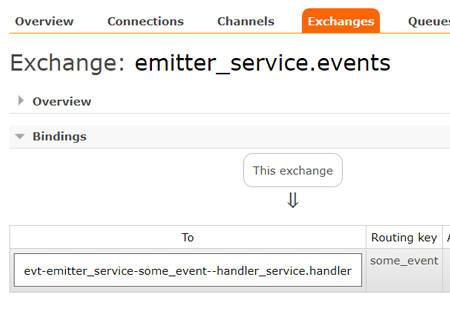 Overview Connections Channels Exchanges Queues
Exchange: emitter_service.events
Overview
Bindings
This exchange
⇓
To Routing key
evt-emitter_service-some_event--handler_service.handler some_event